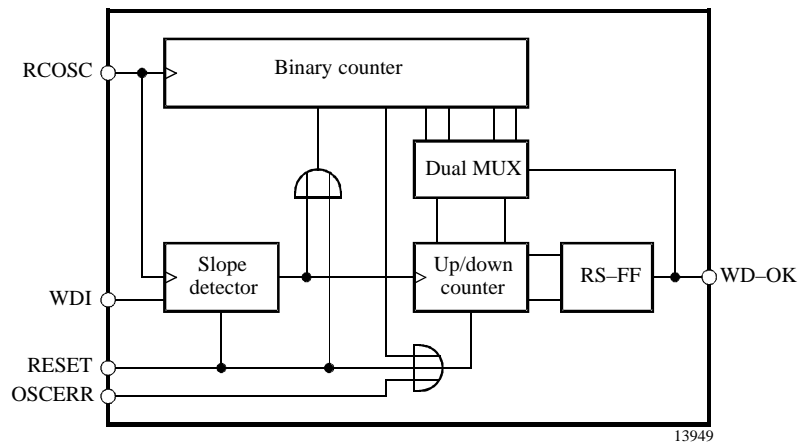 RCOSC
Binary counter
Dual MUX
Slope
detector
Up/down
counter
RS–FF
WD–OK
WDI
RESET
OSCERR
13949